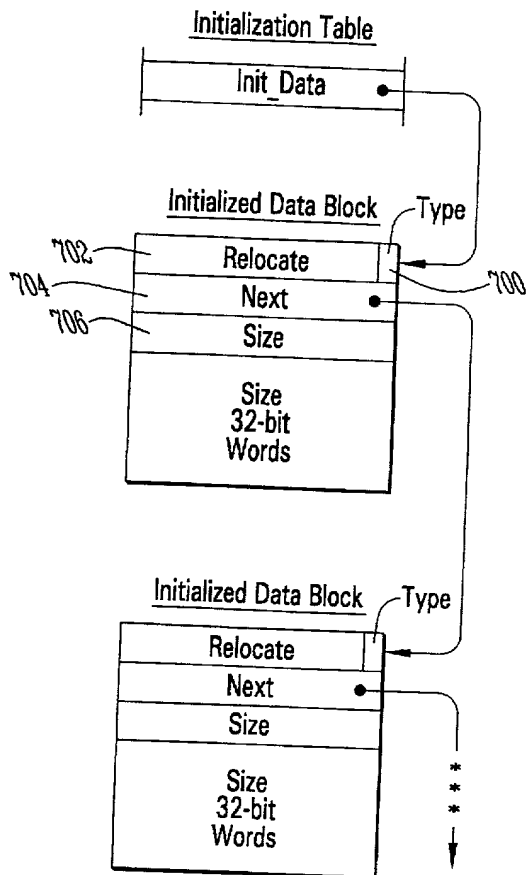 Initialization Table
Init_Data
Initialized Data Block
Type
702
Relocate
700
704
Next
706
Size
Size
32-bit
Words
Initialized Data Block
Type
Relocate
Next
Size
Size
32-bit
Words
*
*
*